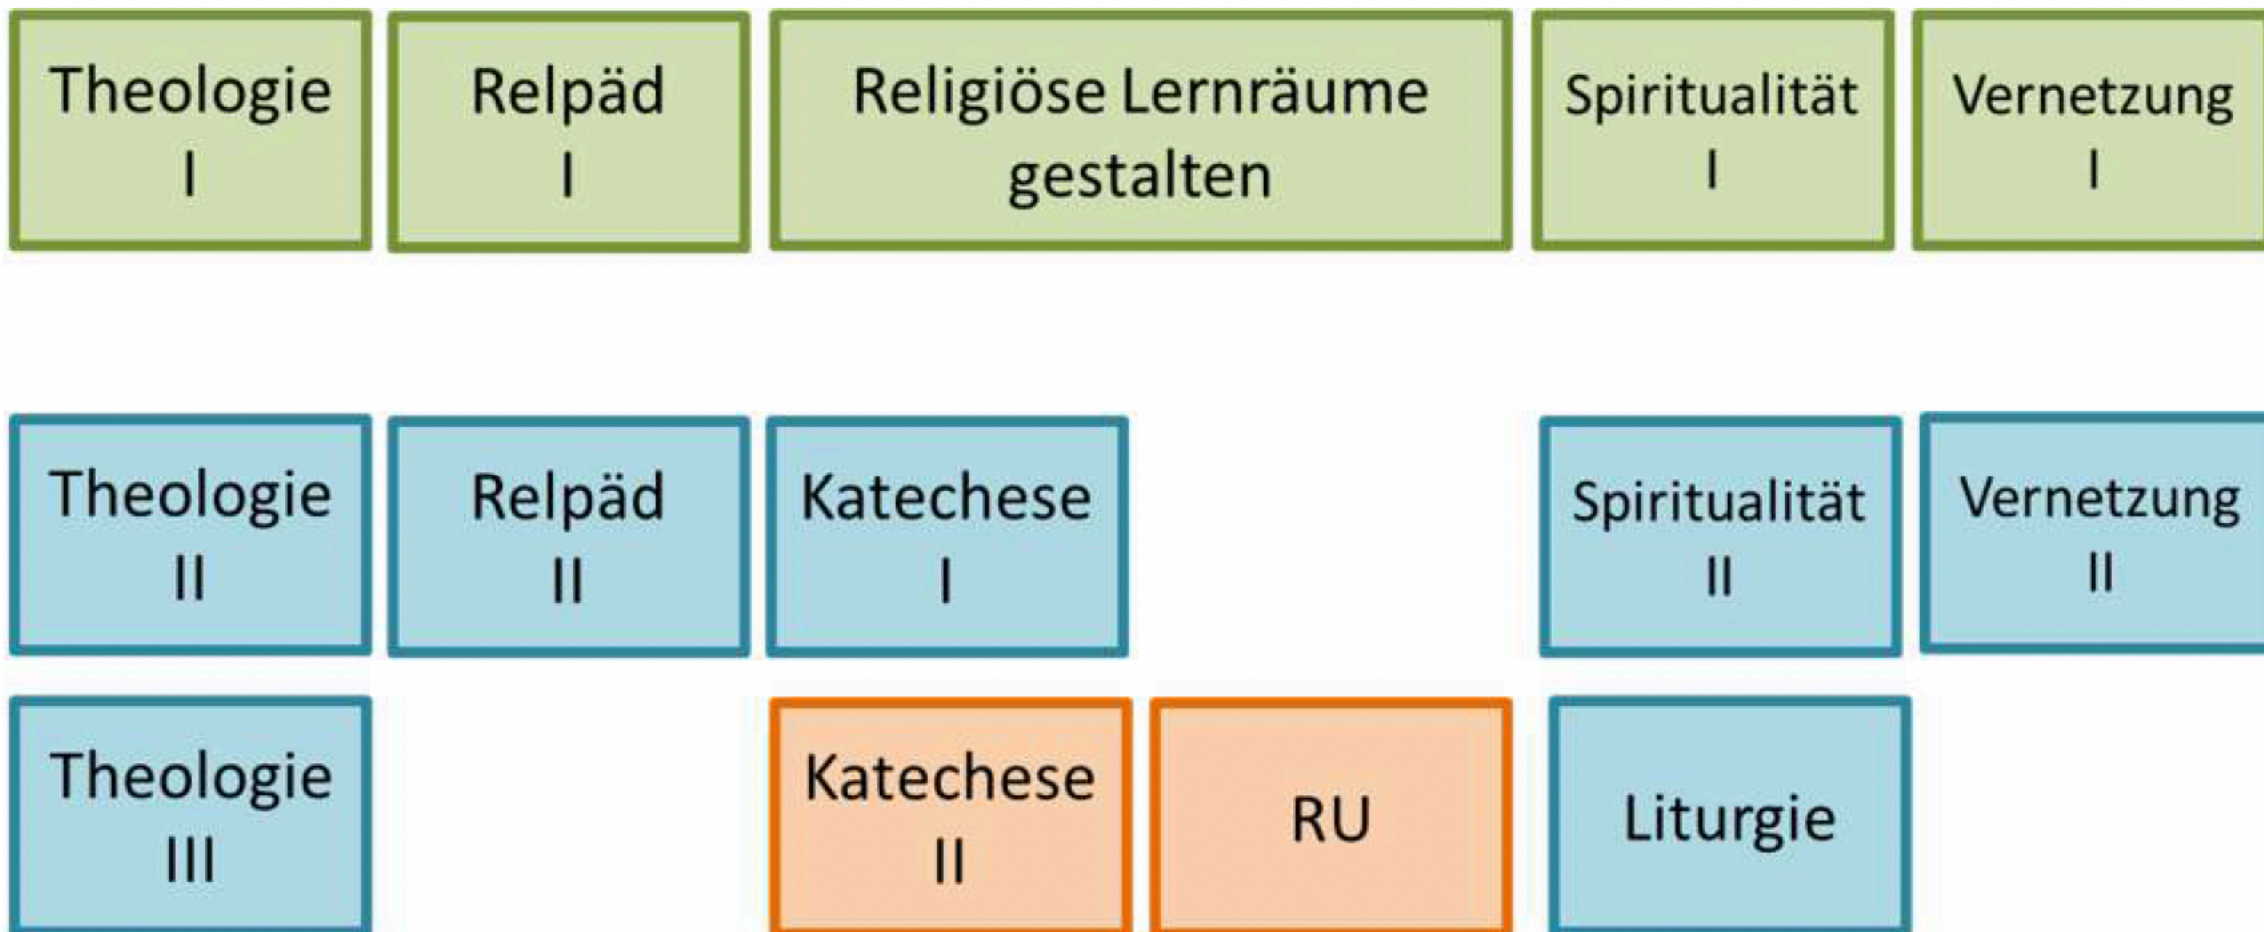 Theologie
I
Relpäd
I
Religiöse Lernräume
gestalten
Spiritualität
I
Vernetzung
I
Theologie
II
Relpäd
II
Katechese
I
Spiritualität
II
Vernetzung
II
Theologie
III
Katechese
II
RU
Liturgie